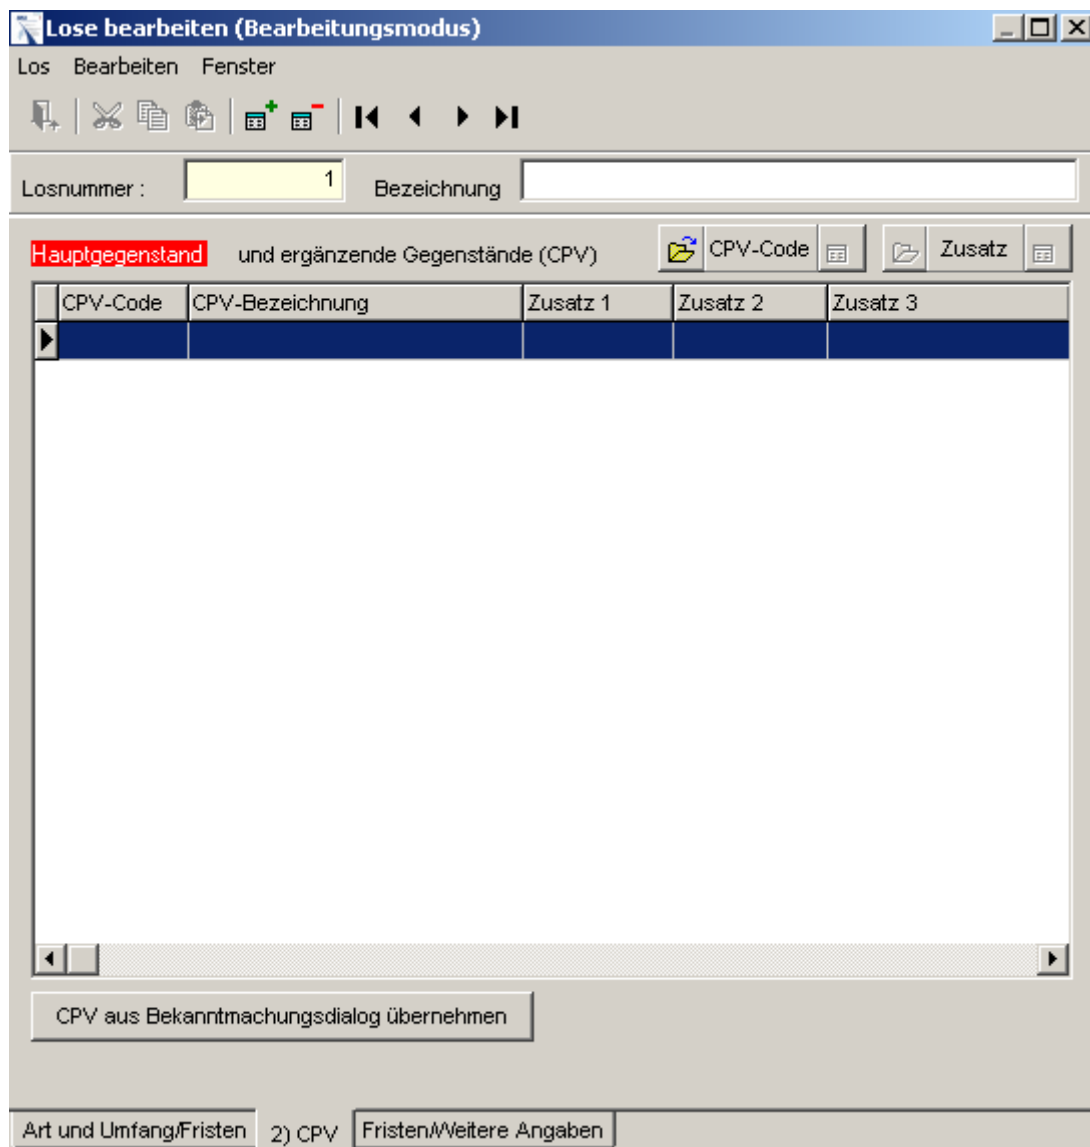 Lose bearbeiten (Bearbeitungsmodus)
Los Bearbeiten Fenster
Losnummer : 1 Bezeichnung
Hauptgegenstand und ergänzende Gegenstände (CPV) CPV-Code Zusatz
CPV-Code CPV-Bezeichnung Zusatz 1 Zusatz 2 Zusatz 3
CPV aus Bekanntmachungsdialog übernehmen
Art und Umfang/Fristen 2) CPV Fristen/Weitere Angaben